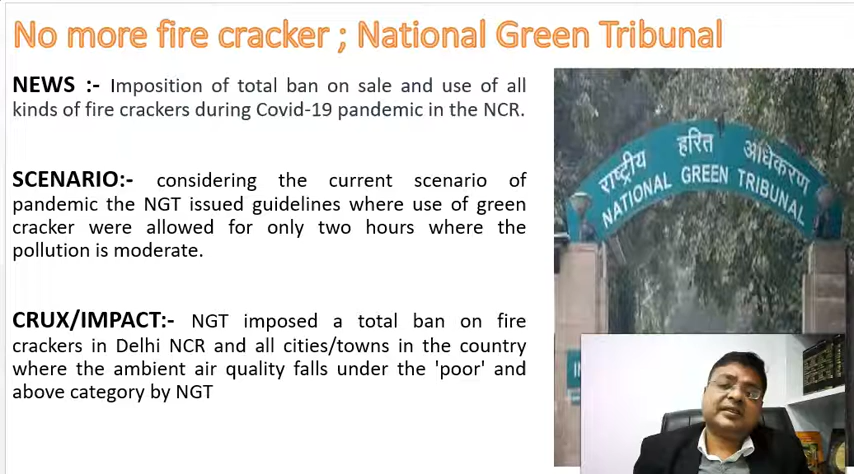 No more fire cracker ; National Green Tribunal
NEWS :- Imposition of total ban on sale and use of all
kinds of fire crackers during Covid-19 pandemic in the NCR.
SCENARIO:- considering the current scenario of
pandemic the NGT issued guidelines where use of green
cracker were allowed for only two hours where the
pollution is moderate.
CRUX/IMPACT:- NGT imposed a total ban on fire
crackers in Delhi NCR and all cities/towns in the country
where the ambient air quality falls under the 'poor' and
above category by NGT
राष्ट्रीय हरित अधिकरण
NATIONAL GREEN TRIBUNAL